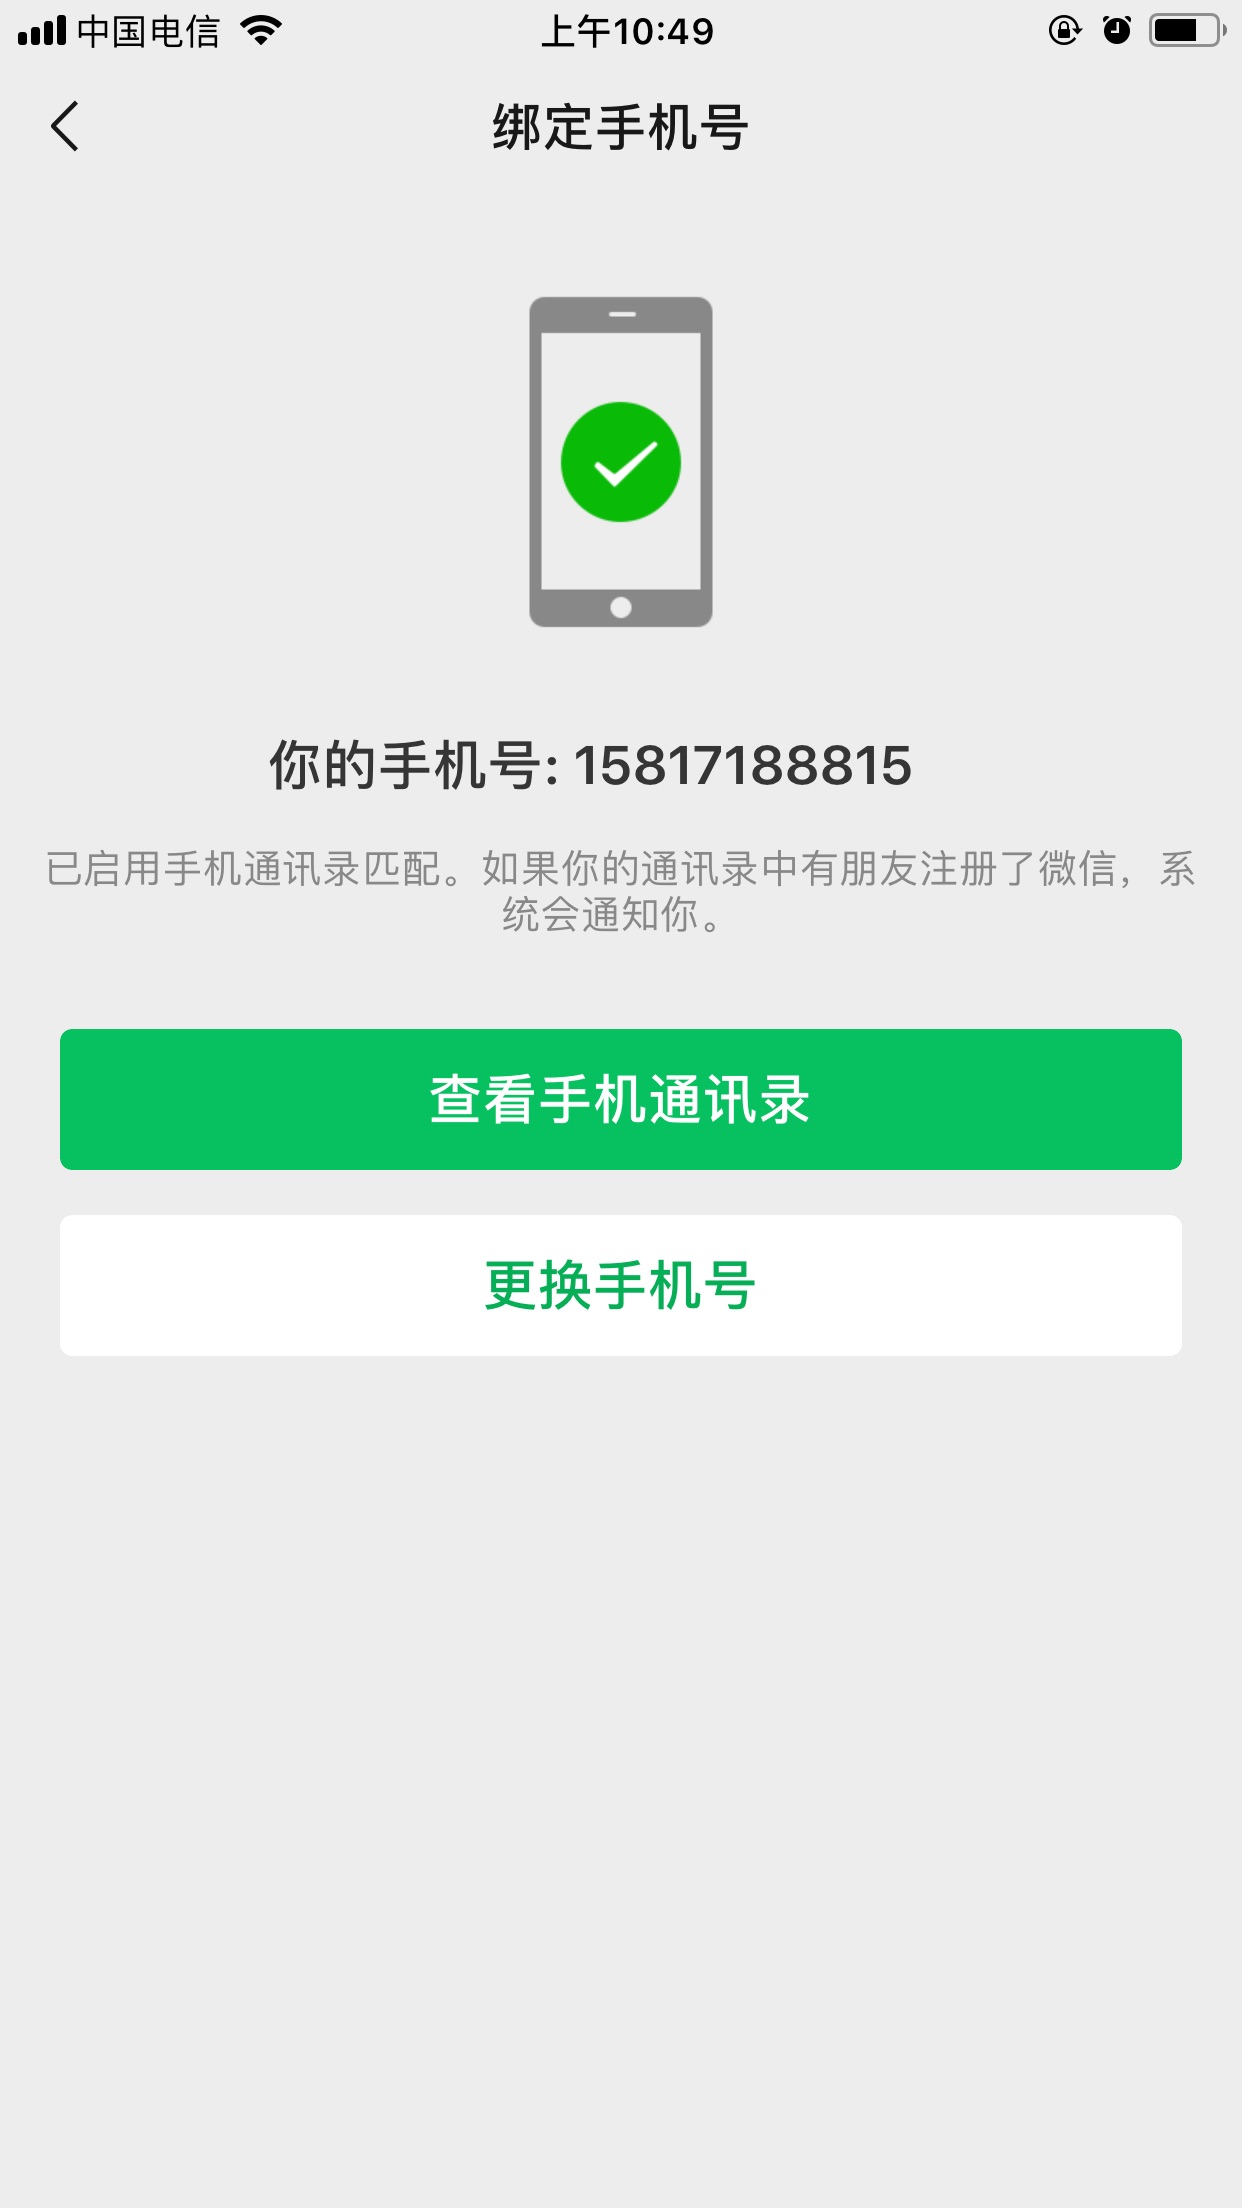 中国电信
上午10:49
绑定手机号
你的手机号: 15817188815
已启用手机通讯录匹配。如果你的通讯录中有朋友注册了微信，系
统会通知你。
查看手机通讯录
更换手机号